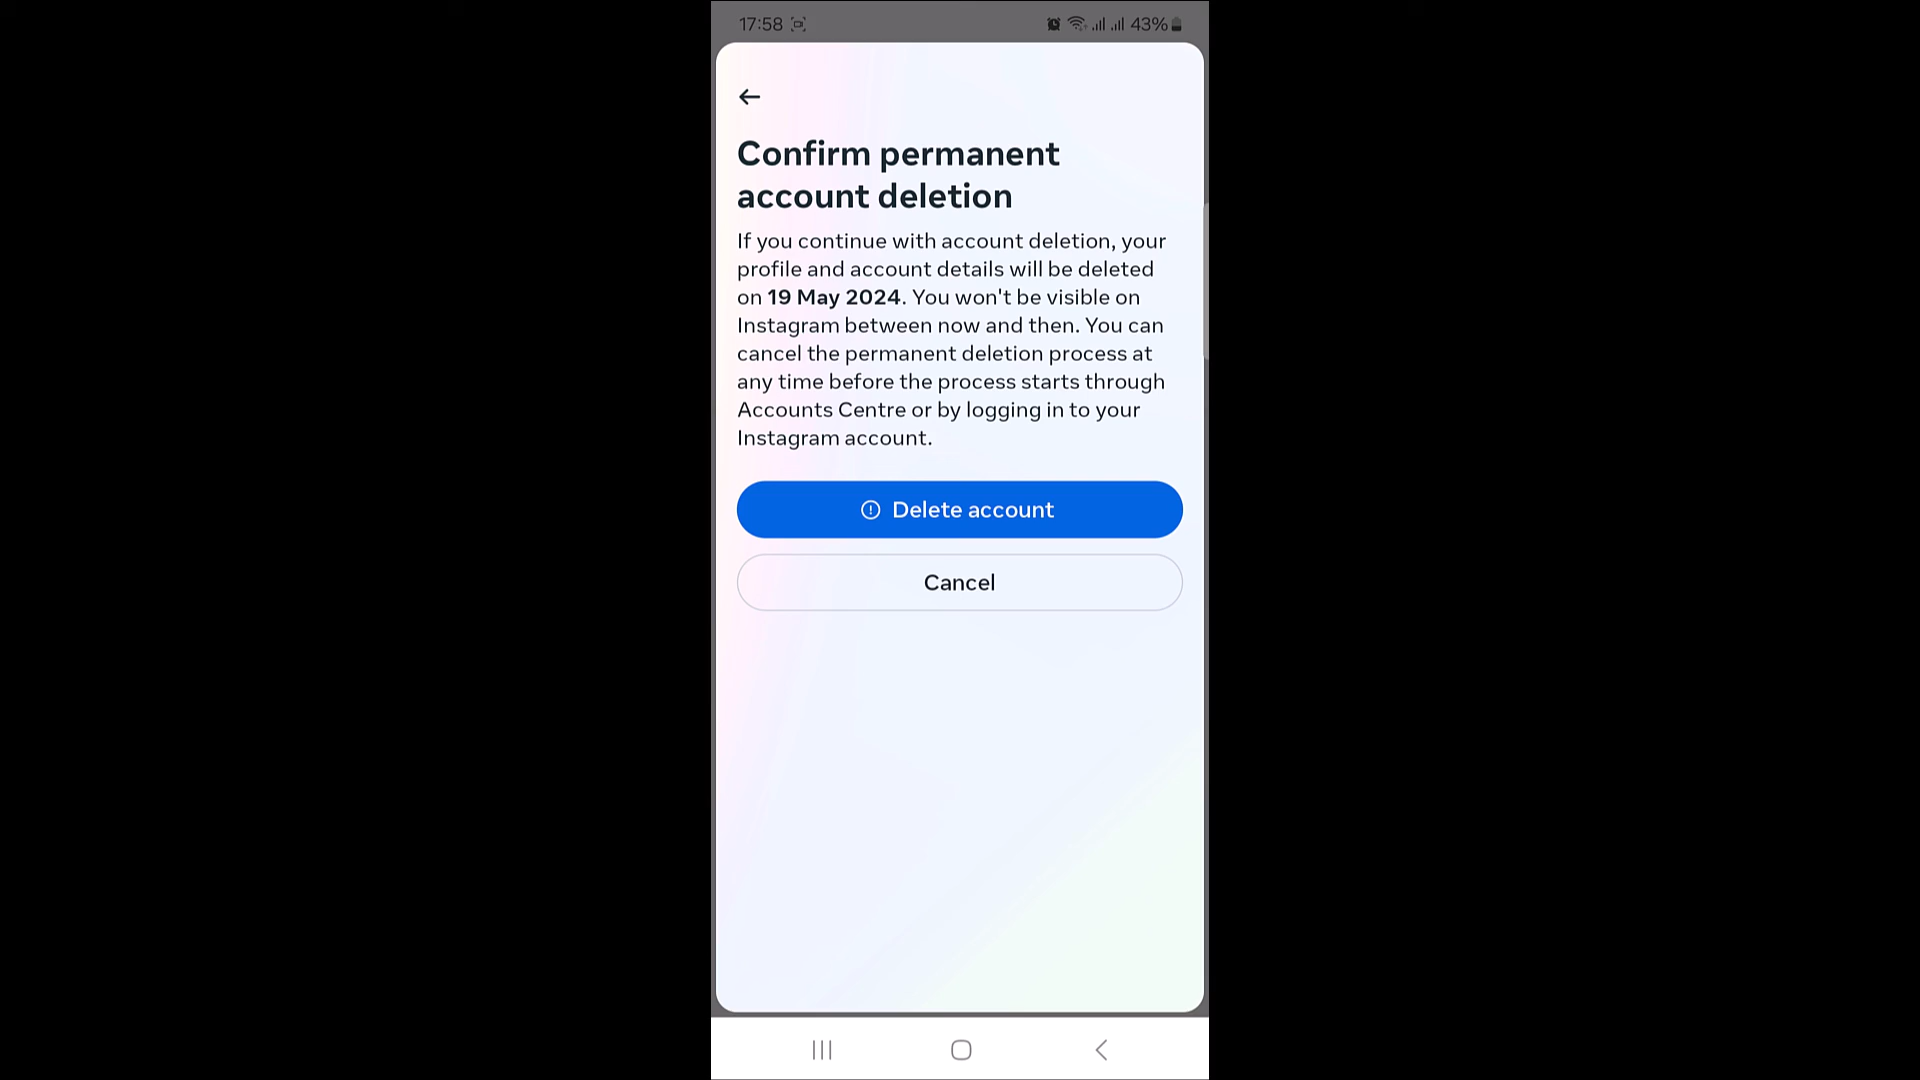 17:58
43%
Confirm permanent
account deletion
If you continue with account deletion, your
profile and account details will be deleted
on 19 May 2024. You won't be visible on
Instagram between now and then. You can
cancel the permanent deletion process at
any time before the process starts through
Accounts Centre or by logging in to your
Instagram account.
Delete account
Cancel